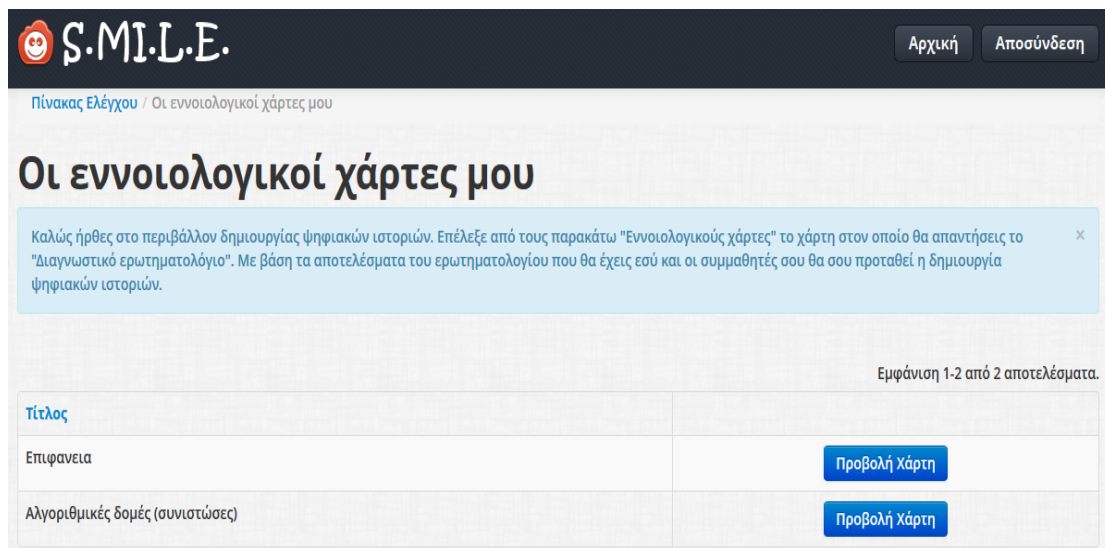 S.MI.L.E.
Αρχική Αποσύνδεση
Πίνακας Ελέγχου / Οι εννοιολογικοί χάρτες μου
Οι εννοιολογικοί χάρτες μου
Καλώς ήρθες στο περιβάλλον δημιουργίας ψηφιακών ιστοριών. Επέλεξε από τους παρακάτω "Εννοιολογικούς χάρτες" το χάρτη στον οποίο θα απαντήσεις το
"Διαγνωστικό ερωτηματολόγιο". Με βάση τα αποτελέσματα του ερωτηματολογίου που θα έχεις εσύ και οι συμμαθητές σου θα σου προταθεί η δημιουργία
ψηφιακών ιστοριών.
×
Εμφάνιση 1-2 από 2 αποτελέσματα.
Τίτλος
Επιφανεια Προβολή Χάρτη
Αλγοριθμικές δομές (συνιστώσες) Προβολή Χάρτη